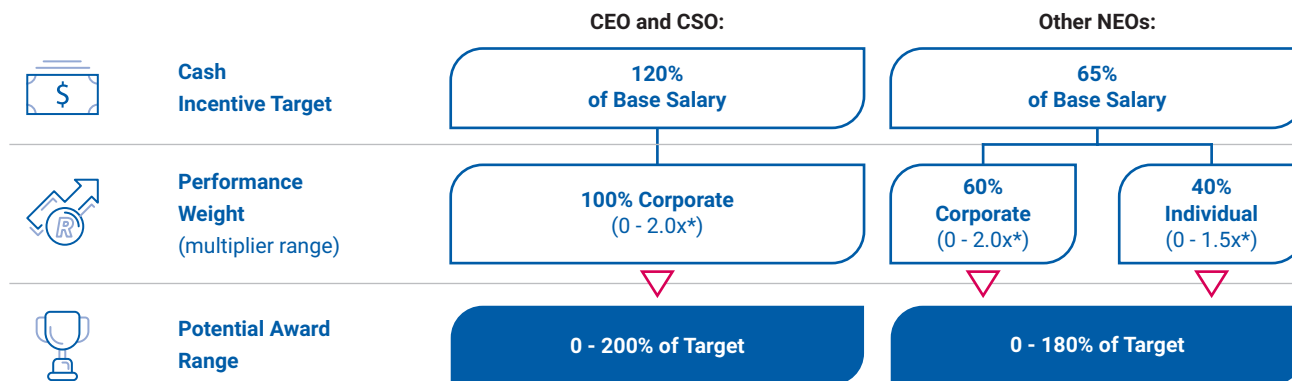 CEO and CSO:
Other NEOs:
$
Cash
Incentive Target
120%
of Base Salary
65%
of Base Salary
R
Performance
Weight
(multiplier range)
100% Corporate
(0 - 2.0x*)
60%
Corporate
(0 - 2.0x*)
40%
Individual
(0 - 1.5x*)
Potential Award
Range
0 - 200% of Target
0 - 180% of Target